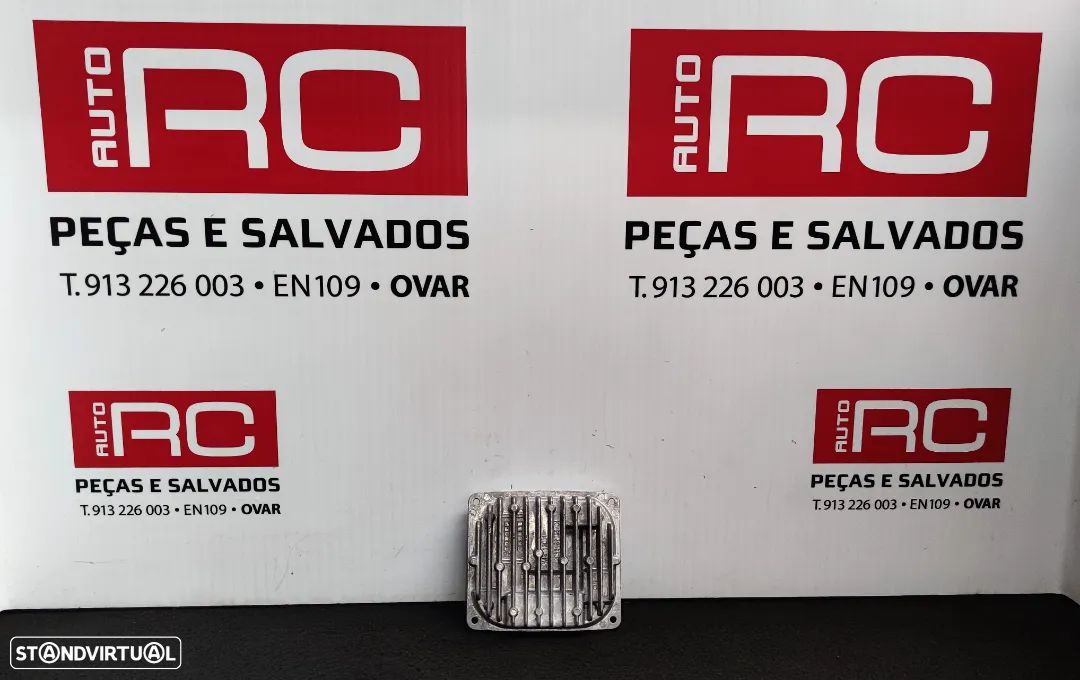 AUTO RC
PEÇAS E SALVADOS
T. 913 226 003 • EN109 • OVAR
AUTO RC
PEÇAS E SALVADOS
T. 913 226 003 • EN109 • OVAR
AUTO RC
PEÇAS E SALVADOS
T. 913 226 003 • EN109 • OVAR
AUTO RC
PEÇAS E SALVADOS
T. 913 226 003 • EN109 • OVAR
STANDVIRTUAL